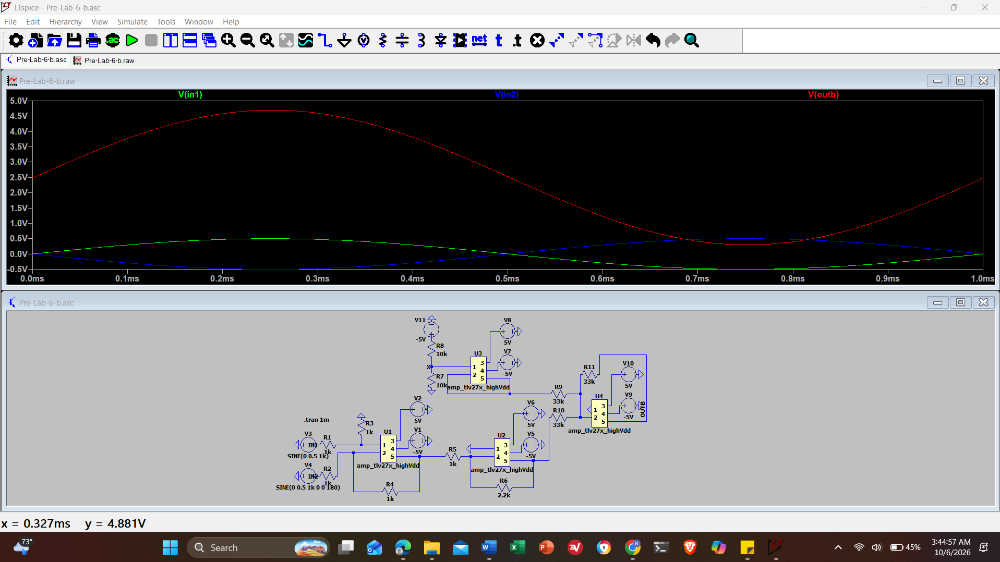 LTspice - Pre-Lab-6-b.asc
File Edit Hierarchy View Simulate Tools Window Help
.ac net t .t
Pre-Lab-6-b.asc Pre-Lab-6-b.raw
Pre-Lab-6-b.raw
V(in1) V(in2) V(outb)
5.0V
4.5V
4.0V
3.5V
3.0V
2.5V
2.0V
1.5V
1.0V
0.5V
0.0V
-0.5V
0.0ms 0.1ms 0.2ms 0.3ms 0.4ms 0.5ms 0.6ms 0.7ms 0.8ms 0.9ms 1.0ms
Pre-Lab-6-b.asc
V11
-5V
R8
10k
X
R7
10k
U3
1 2 3 4 5
amp_tlv27x_highVdd
V8
5V
V7
-5V
R9
33k
R10
33k
R11
33k
V10
5V
V9
-5V
U4
1 2 3 4 5
amp_tlv27x_highVdd
OUTB
.tran 1m
V3
IN1
SINE(0 0.5 1k)
R1
1k
V4
IN2
SINE(0 0.5 1k 0 0 180)
R2
1k
R3
1k
U1
1 2 3 4 5
amp_tlv27x_highVdd
V2
5V
V1
-5V
R4
1k
R5
1k
U2
1 2 3 4 5
amp_tlv27x_highVdd
V6
5V
V5
-5V
R6
2.2k
x = 0.327ms y = 4.881V
73°
Search
45%
3:44:57 AM
10/6/2026